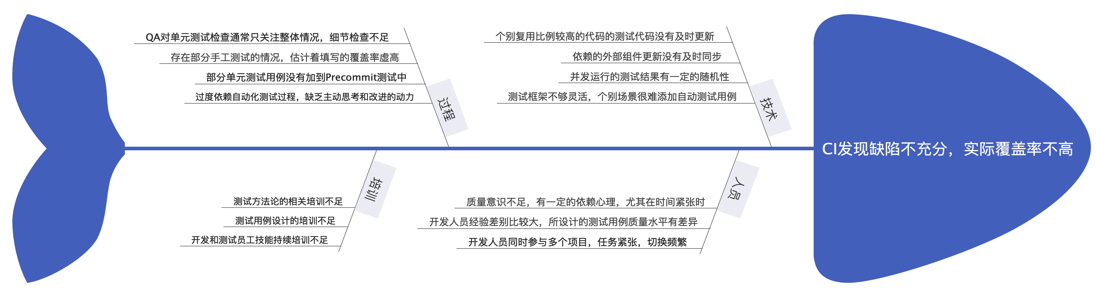 QA对单元测试检查通常只关注整体情况，细节检查不足
存在部分手工测试的情况，估计着填写的覆盖率虚高
部分单元测试用例没有加到Precommit测试中
过度依赖自动化测试过程，缺乏主动思考和改进的动力
过程
个别复用比例较高的代码的测试代码没有及时更新
依赖的外部组件更新没有及时同步
并发运行的测试结果有一定的随机性
测试框架不够灵活，个别场景很难添加自动测试用例
技术
CI发现缺陷不充分，实际覆盖率不高
培训
测试方法论的相关培训不足
测试用例设计的培训不足
开发和测试员工技能持续培训不足
人员
质量意识不足，有一定的依赖心理，尤其在时间紧张时
开发人员经验差别比较大，所设计的测试用例质量水平有差异
开发人员同时参与多个项目，任务紧张，切换频繁